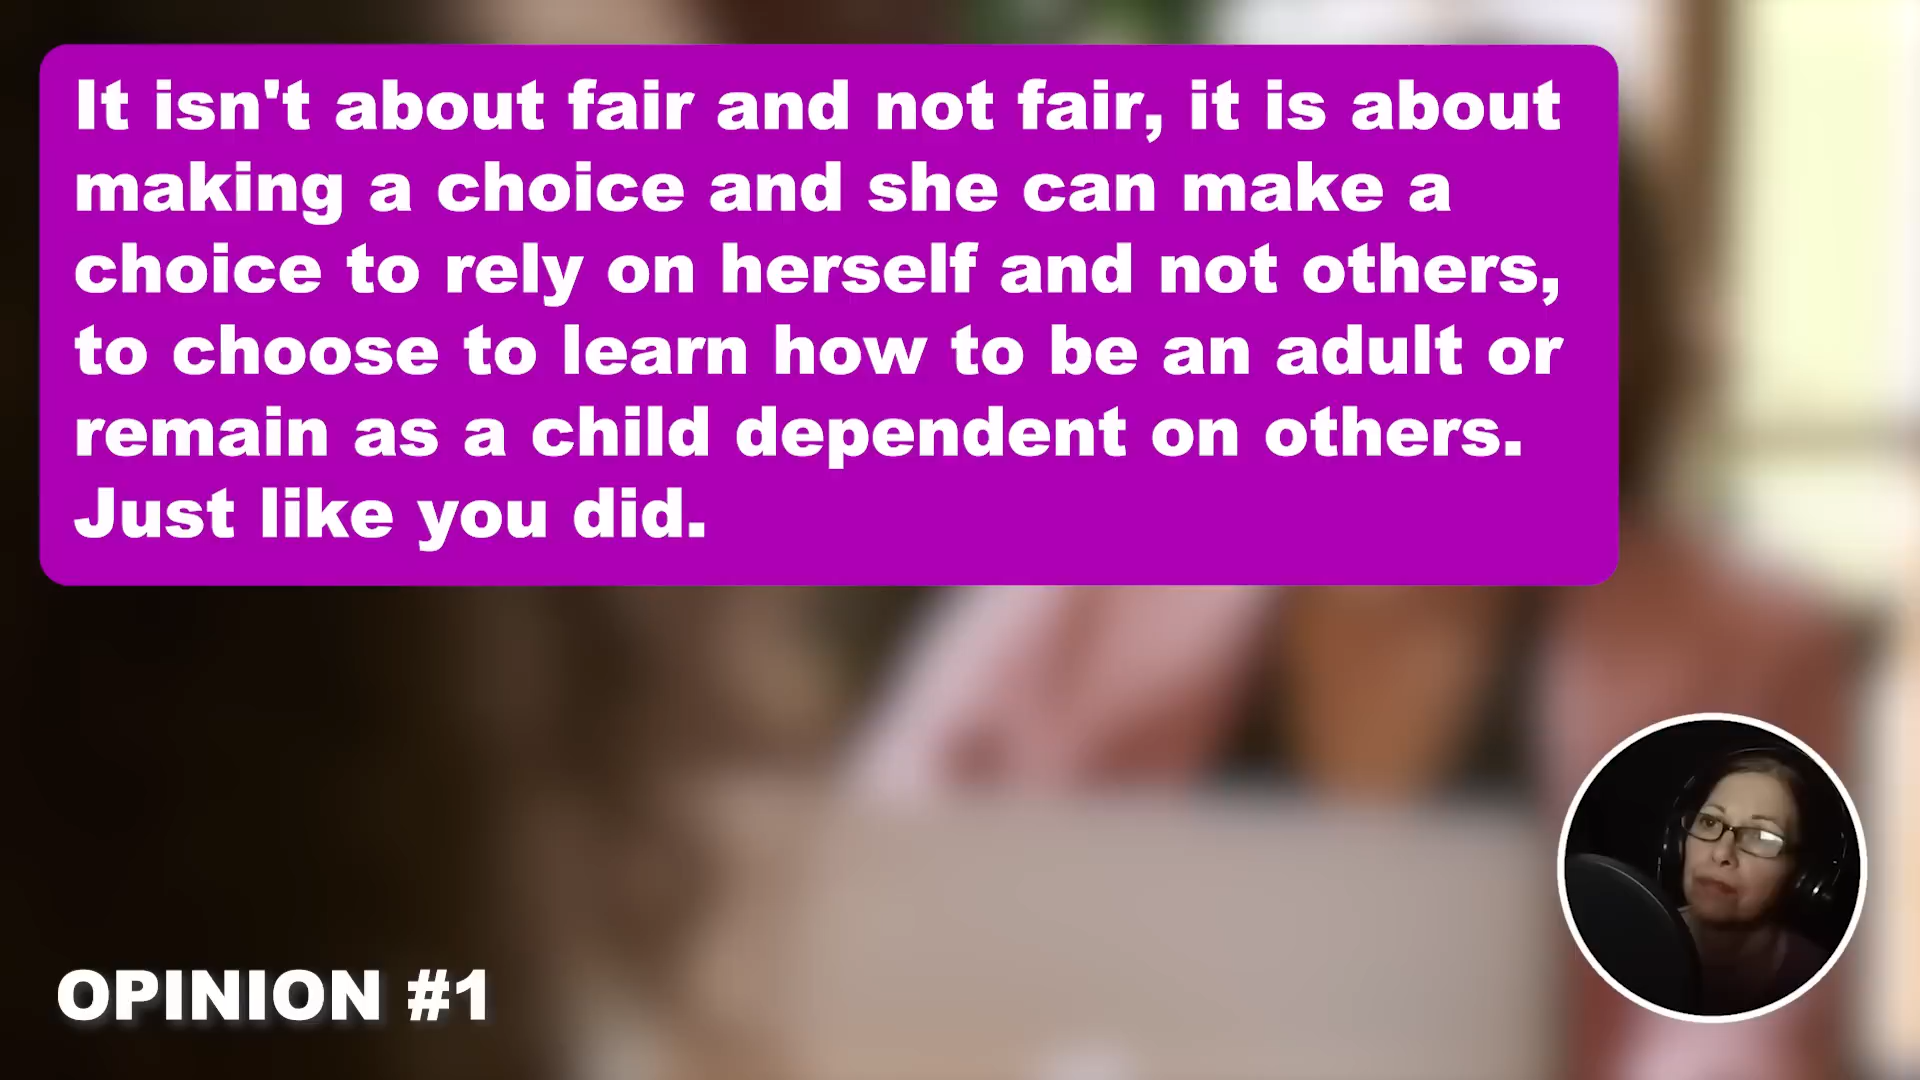 It isn't about fair and not fair, it is about
making a choice and she can make a
choice to rely on herself and not others,
to choose to learn how to be an adult or
remain as a child dependent on others.
Just like you did.
OPINION #1